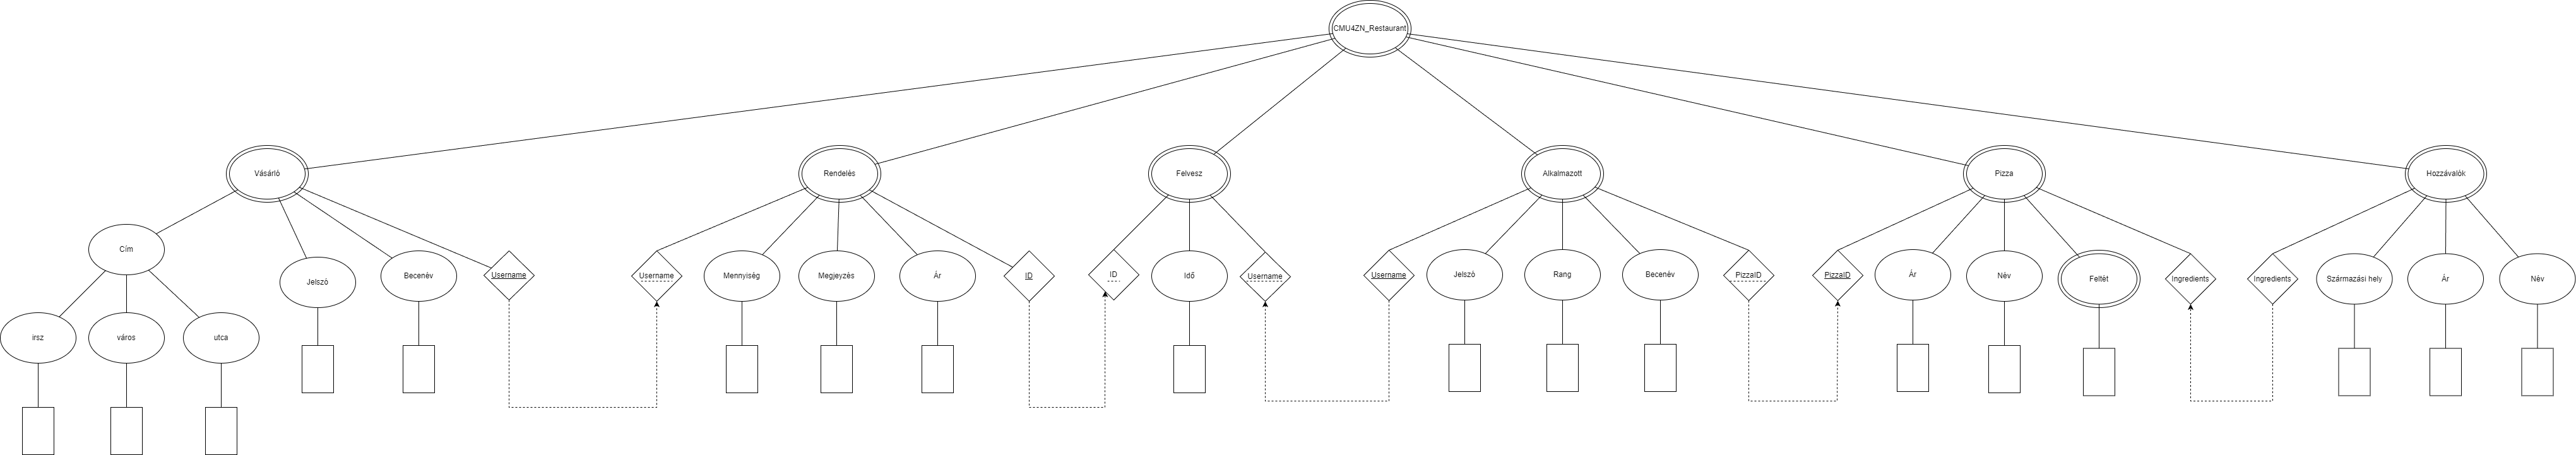 CMU4ZN_Restaurant
Vásárló
Rendelés
Felvesz
Alkalmazott
Pizza
Hozzávalók
Cím
Jelszó
Becenév
Username
Username
Mennyiség
Megjeyzés
Ár
ID
ID
Idő
Username
Username
Jelszó
Rang
Becenév
PizzaID
PizzaID
Ár
Név
Feltét
Ingredients
Ingredients
Származási hely
Ár
Név
irsz
város
utca